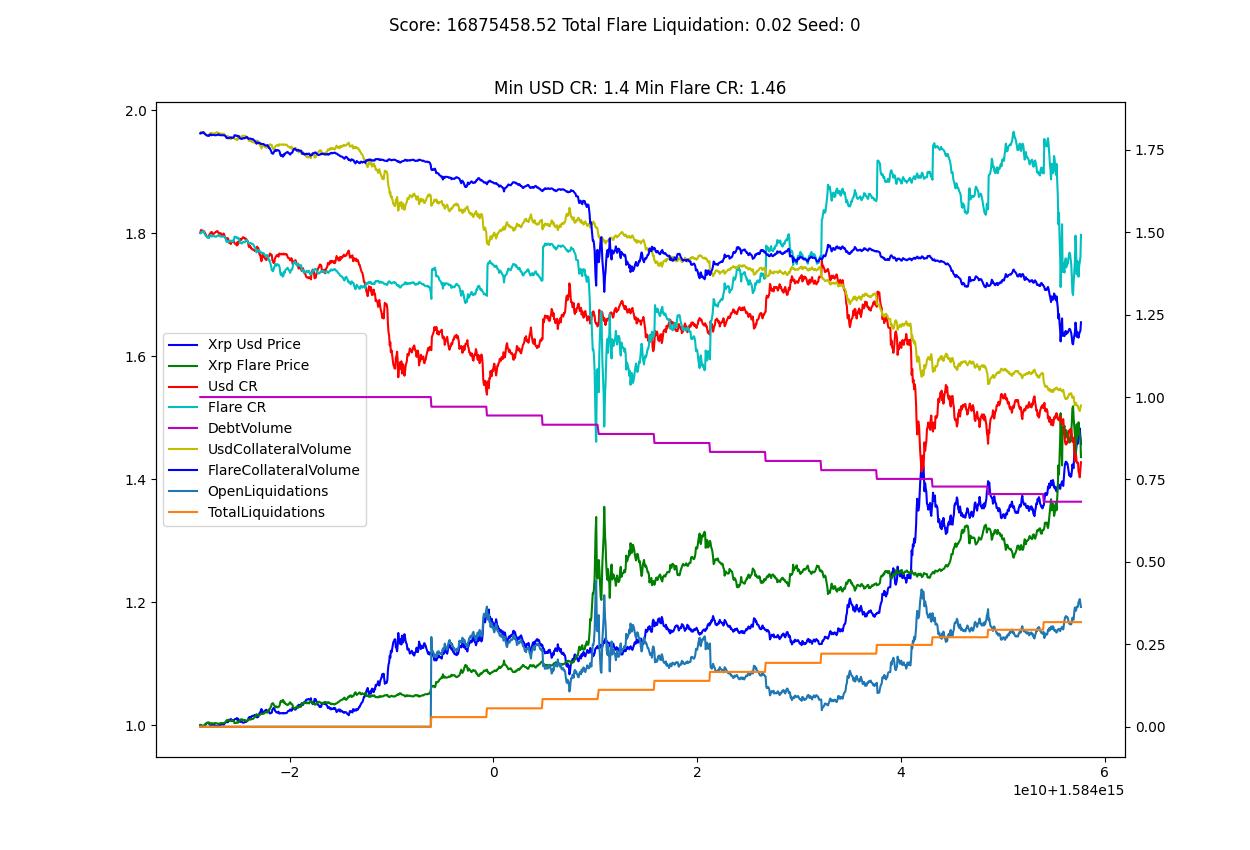 Score: 16875458.52 Total Flare Liquidation: 0.02 Seed: 0
Min USD CR: 1.4 Min Flare CR: 1.46
2.0
1.8
1.6
1.4
1.2
1.0
Xrp Usd Price
Xrp Flare Price
Usd CR
Flare CR
DebtVolume
UsdCollateralVolume
FlareCollateralVolume
OpenLiquidations
TotalLiquidations
1.75
1.50
1.25
1.00
0.75
0.50
0.25
0.00
−2 0 2 4 6
1e10+1.584e15